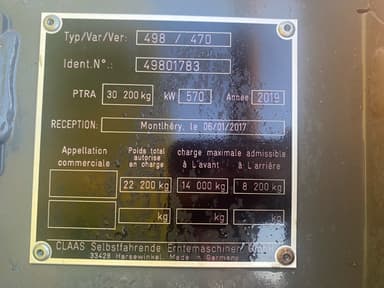 Typ/Var/Ver: 498 / 470
Ident.N°.: 49801783
PTRA 30 200 kg kW 570 Année 2019
RECEPTION: Montlhéry, le 06/01/2017
Appellation commerciale
Poids total autorise en charge
charge maximale admissible
à L'avant à L'arrière
22 200 kg 14 000 kg 8 200 kg
kg kg kg
CLAAS Selbstfahrende Erntemaschinen GmbH
33428 Harsewinkel, Made in Germany